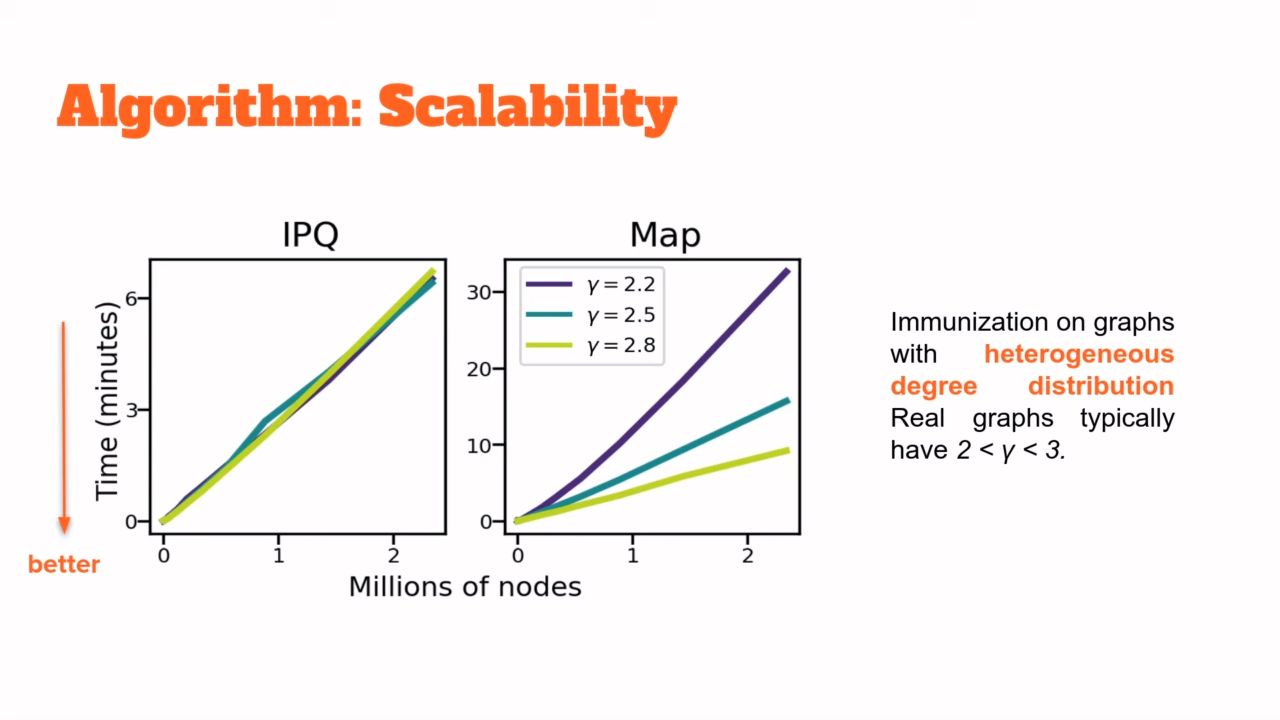 Algorithm: Scalability
IPQ
Map
Time (minutes)
6
3
0
0
1
2
30
20
10
0
0
1
2
γ = 2.2
γ = 2.5
γ = 2.8
Millions of nodes
better
Immunization on graphs
with heterogeneous
degree distribution
Real graphs typically
have 2 < γ < 3.